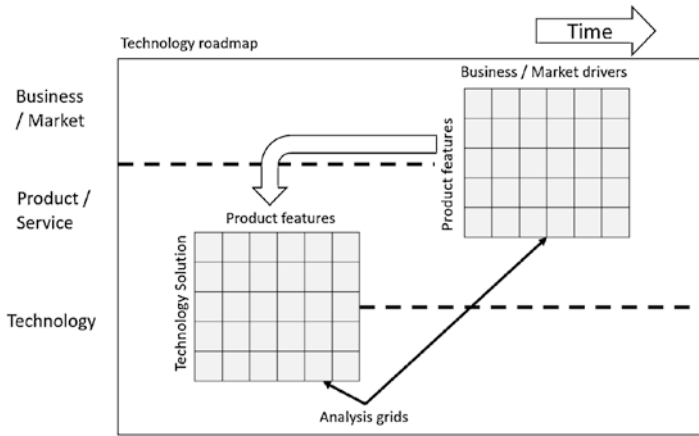 Time
Technology roadmap
Business / Market drivers
Business
/ Market
Product features
Product /
Service
Product features
Technology Solution
Technology
Analysis grids